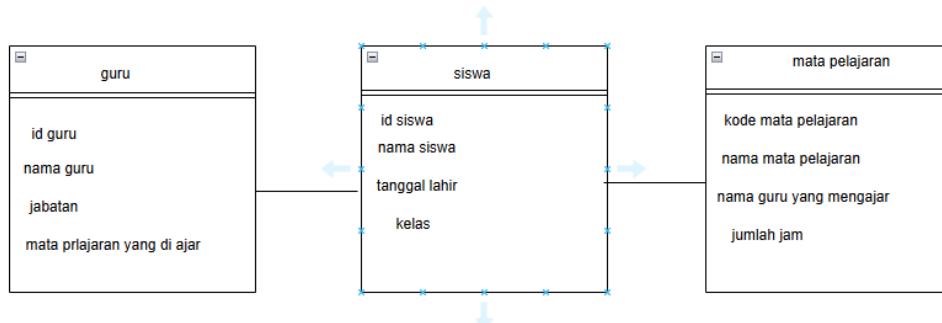 guru
id guru
nama guru
jabatan
mata prlajaran yang di ajar
siswa
id siswa
nama siswa
tanggal lahir
kelas
mata pelajaran
kode mata pelajaran
nama mata pelajaran
nama guru yang mengajar
jumlah jam